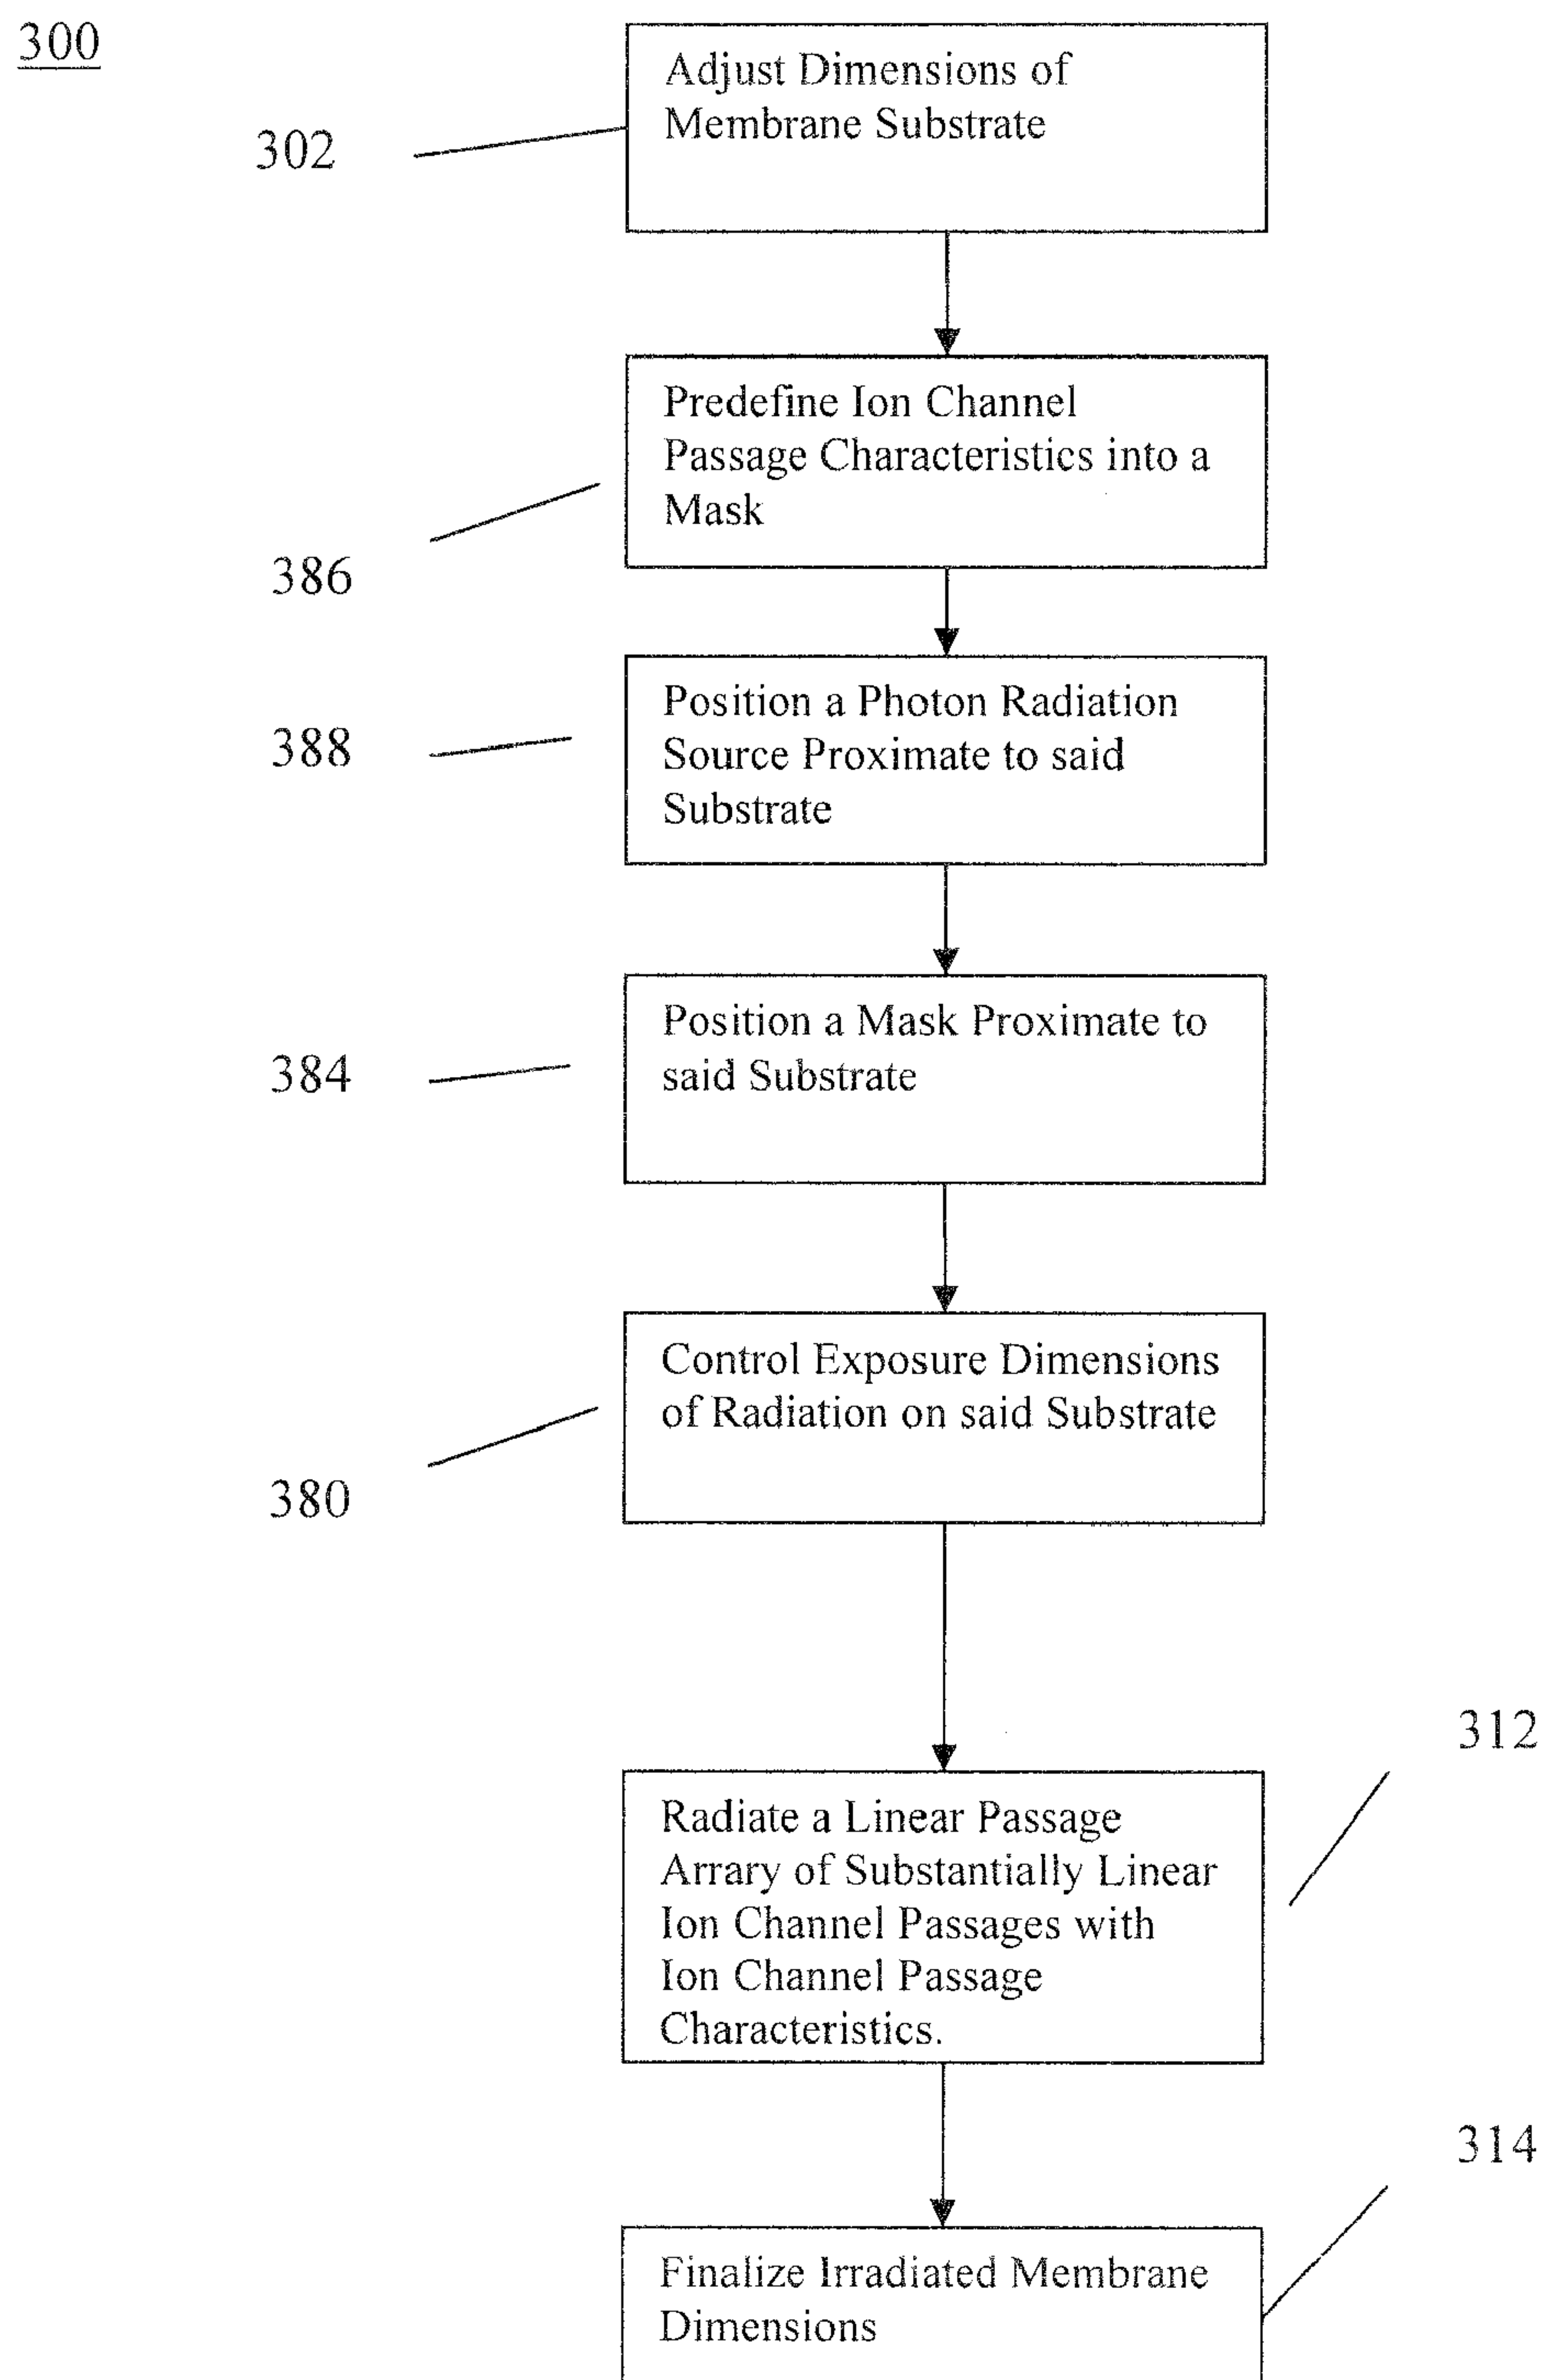 300
Adjust Dimensions of
Membrane Substrate
302
Predefine Ion Channel
Passage Characteristics into a
Mask
386
Position a Photon Radiation
Source Proximate to said
Substrate
388
Position a Mask Proximate to
said Substrate
384
Control Exposure Dimensions
of Radiation on said Substrate
380
312
Radiate a Linear Passage
Arrary of Substantially Linear
Ion Channel Passages with
Ion Channel Passage
Characteristics.
314
Finalize Irradiated Membrane
Dimensions